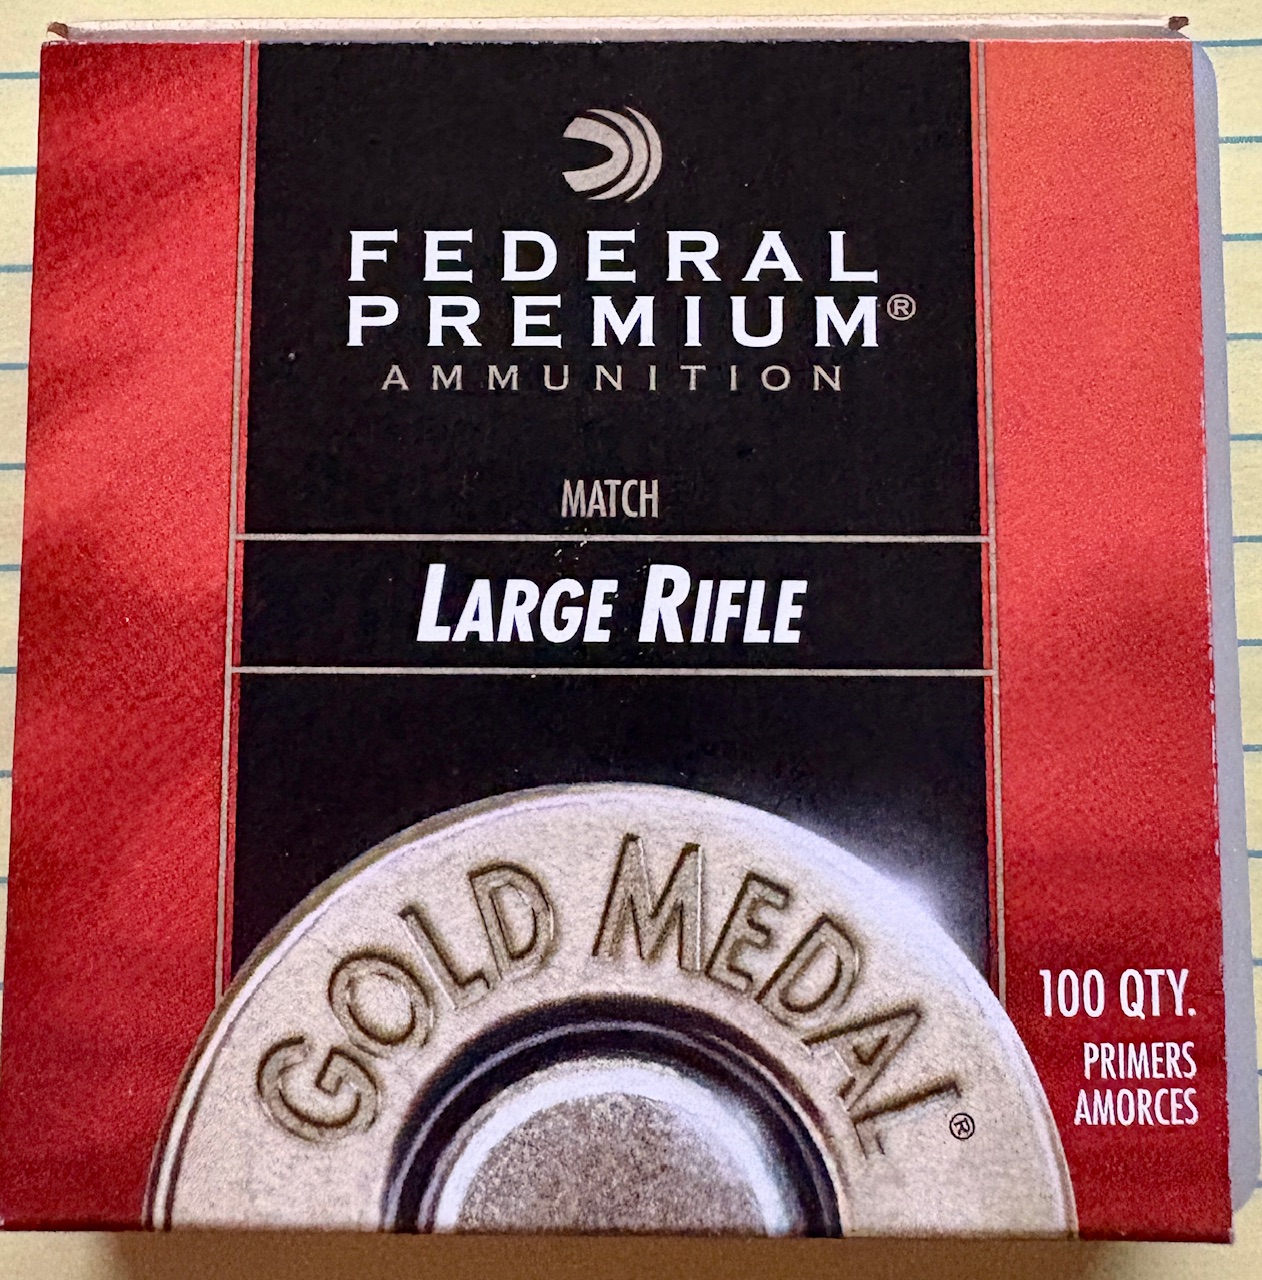 FEDERAL
PREMIUM®
AMMUNITION
MATCH
LARGE RIFLE
GOLD MEDAL®
100 QTY.
PRIMERS
AMORCES